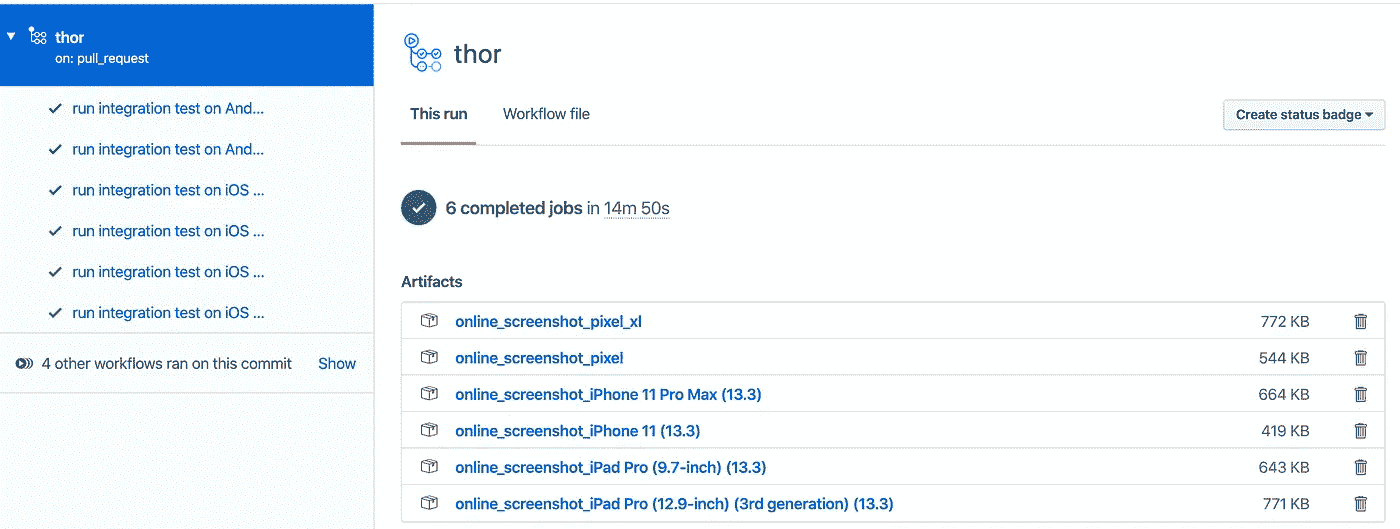 thor
on: pull_request
run integration test on And...
run integration test on And...
run integration test on iOS ...
run integration test on iOS ...
run integration test on iOS ...
run integration test on iOS ...
4 other workflows ran on this commit Show
thor
This run Workflow file Create status badge
6 completed jobs in 14m 50s
Artifacts
online_screenshot_pixel_xl 772 KB
online_screenshot_pixel 544 KB
online_screenshot_iPhone 11 Pro Max (13.3) 664 KB
online_screenshot_iPhone 11 (13.3) 419 KB
online_screenshot_iPad Pro (9.7-inch) (13.3) 643 KB
online_screenshot_iPad Pro (12.9-inch) (3rd generation) (13.3) 771 KB